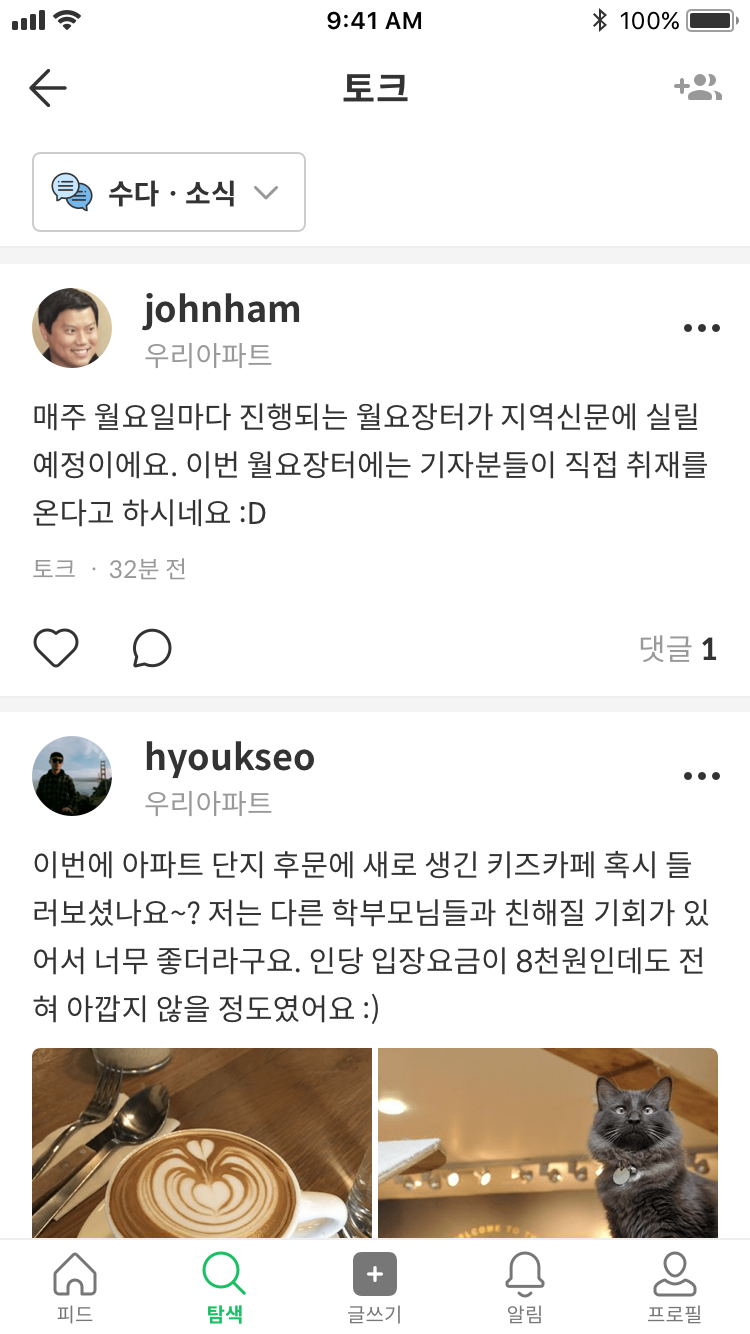 9:41 AM
100%
토크
수다 · 소식
johnham
우리아파트
매주 월요일마다 진행되는 월요장터가 지역신문에 실릴
예정이에요. 이번 월요장터에는 기자분들이 직접 취재를
온다고 하시네요 :D
토크 · 32분 전
댓글 1
hyoukseo
우리아파트
이번에 아파트 단지 후문에 새로 생긴 키즈카페 혹시 들
러보셨나요~? 저는 다른 학부모님들과 친해질 기회가 있
어서 너무 좋더라구요. 인당 입장요금이 8천원인데도 전
혀 아깝지 않을 정도였어요 :)
WELCOME TO
피드
탐색
글쓰기
알림
프로필